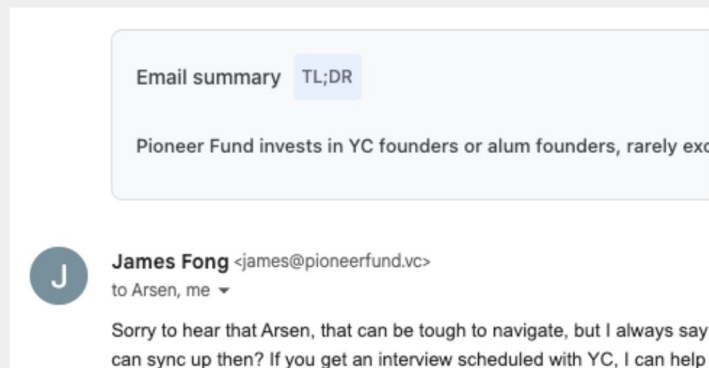 Email summary TL;DR
Pioneer Fund invests in YC founders or alum founders, rarely
J
James Fong <james@pioneerfund.vc>
to Arsen, me
Sorry to hear that Arsen, that can be tough to navigate, but I always say
can sync up then? If you get an interview scheduled with YC, I can help